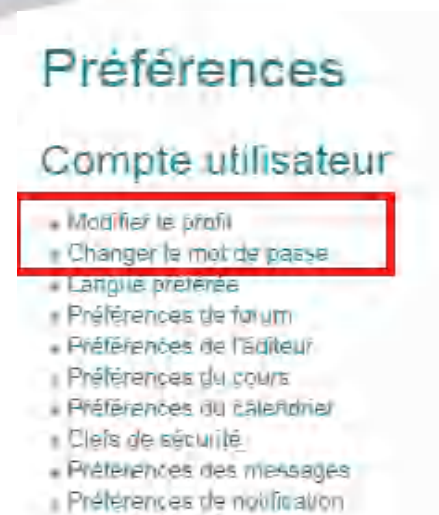 Préférences
Compte utilisateur
Modifier le profil
Changer le mot de passe
Langue préférée
Préférences de forum
Préférences de l'éditeur
Préférences du cours
Préférences du calendrier
Clefs de sécurité
Préférences des messages
Préférences de notification